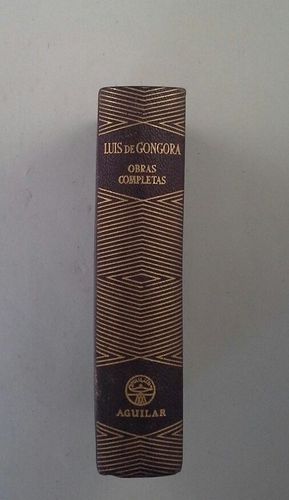 LUIS DE GONGORA
OBRAS
COMPLETAS
AGUILAR